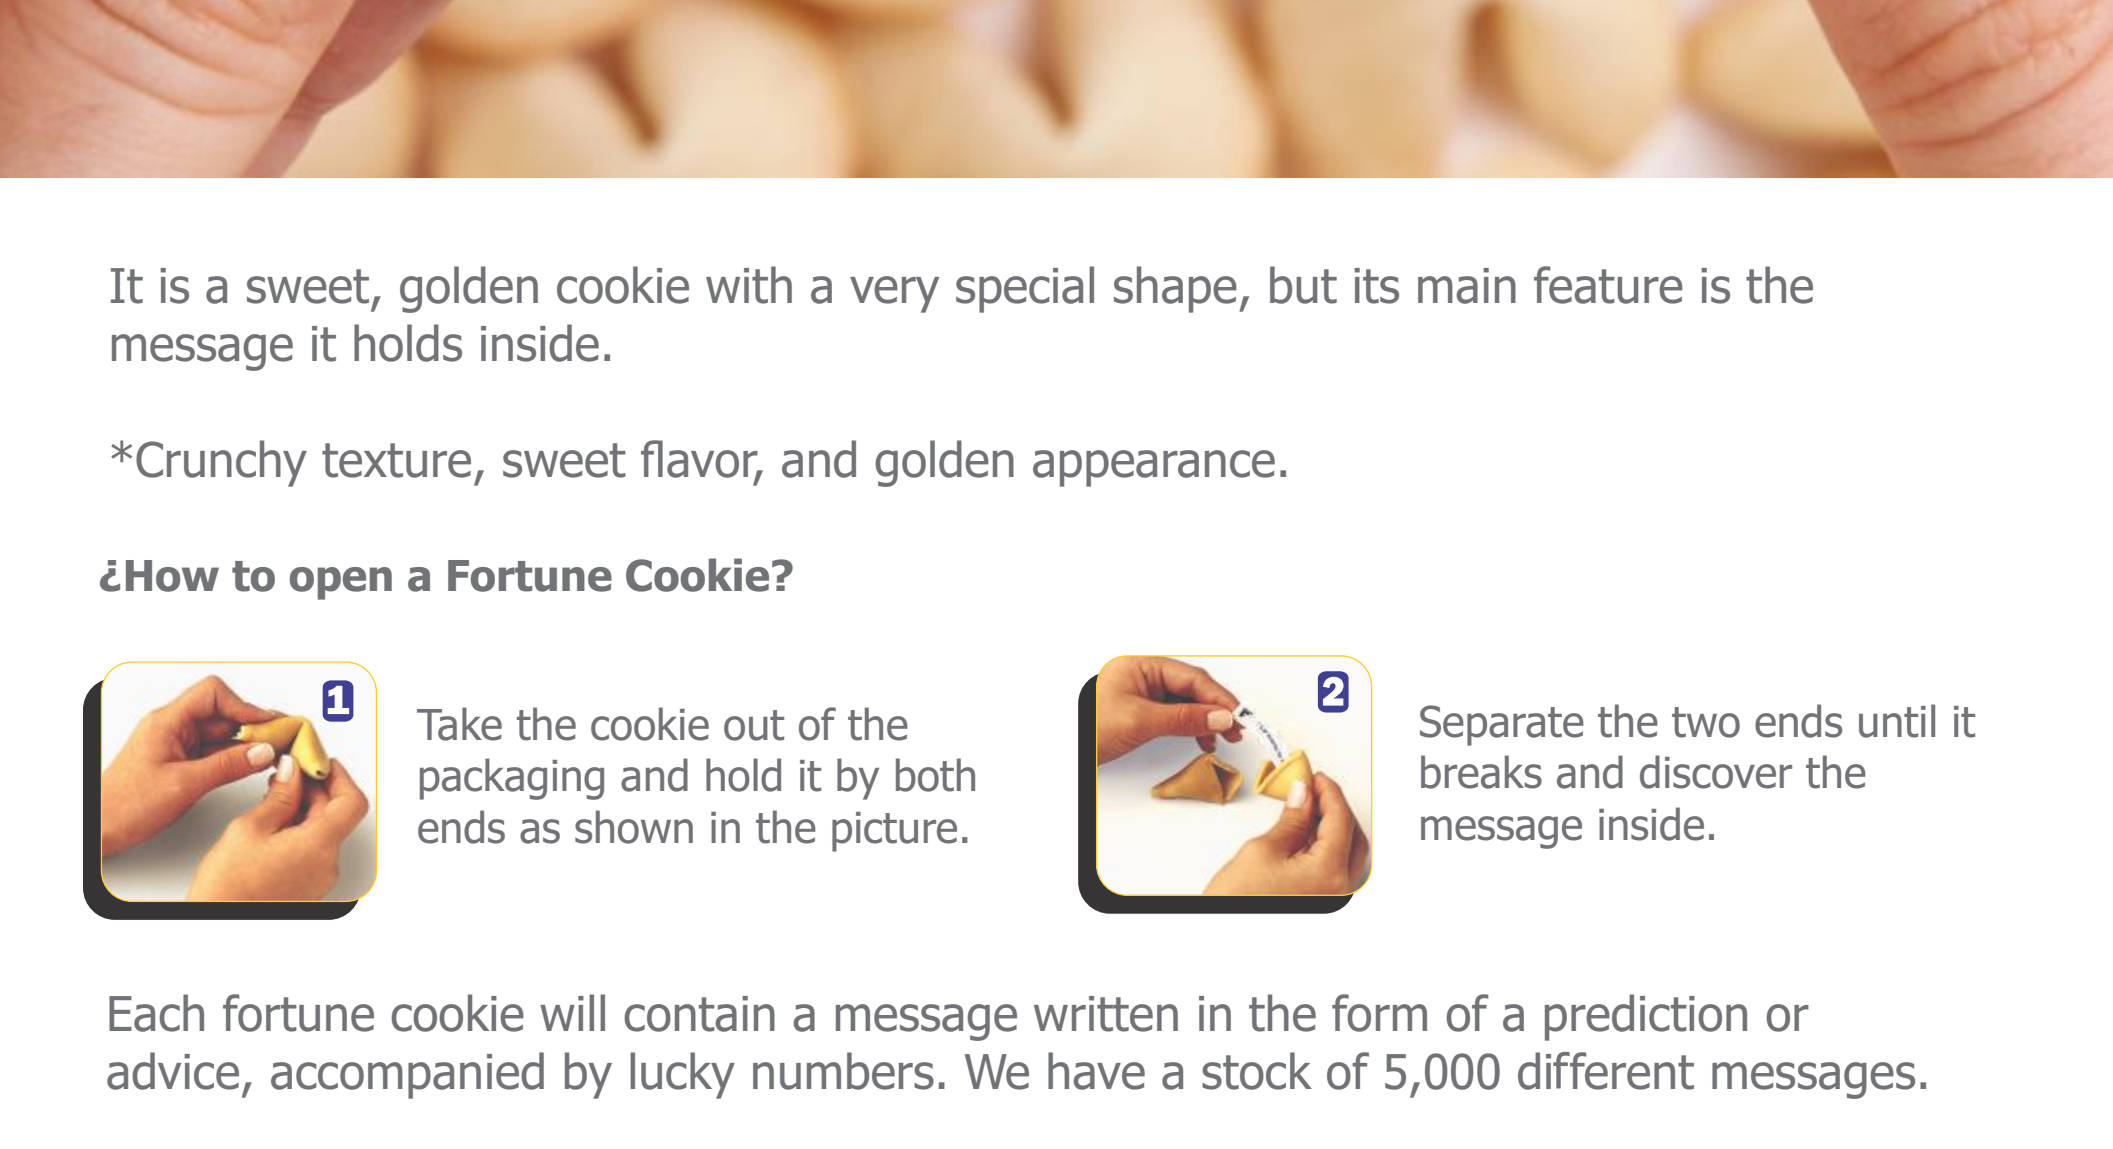 It is a sweet, golden cookie with a very special shape, but its main feature is the
message it holds inside.
*Crunchy texture, sweet flavor, and golden appearance.
¿How to open a Fortune Cookie?
1
Take the cookie out of the
packaging and hold it by both
ends as shown in the picture.
2
Separate the two ends until it
breaks and discover the
message inside.
Each fortune cookie will contain a message written in the form of a prediction or
advice, accompanied by lucky numbers. We have a stock of 5,000 different messages.